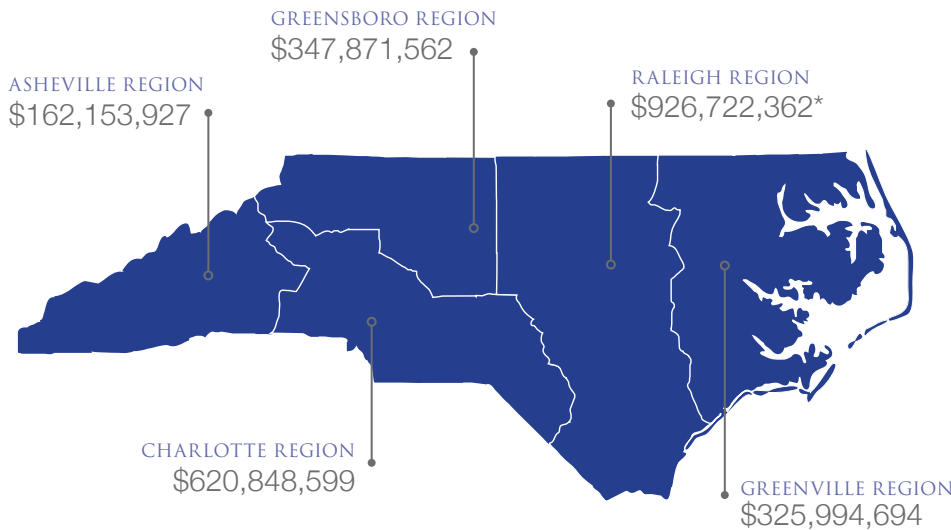 GREENSBORO REGION
$347,871,562
ASHEVILLE REGION
$162,153,927
RALEIGH REGION
$926,722,362*
CHARLOTTE REGION
$620,848,599
GREENVILLE REGION
$325,994,694